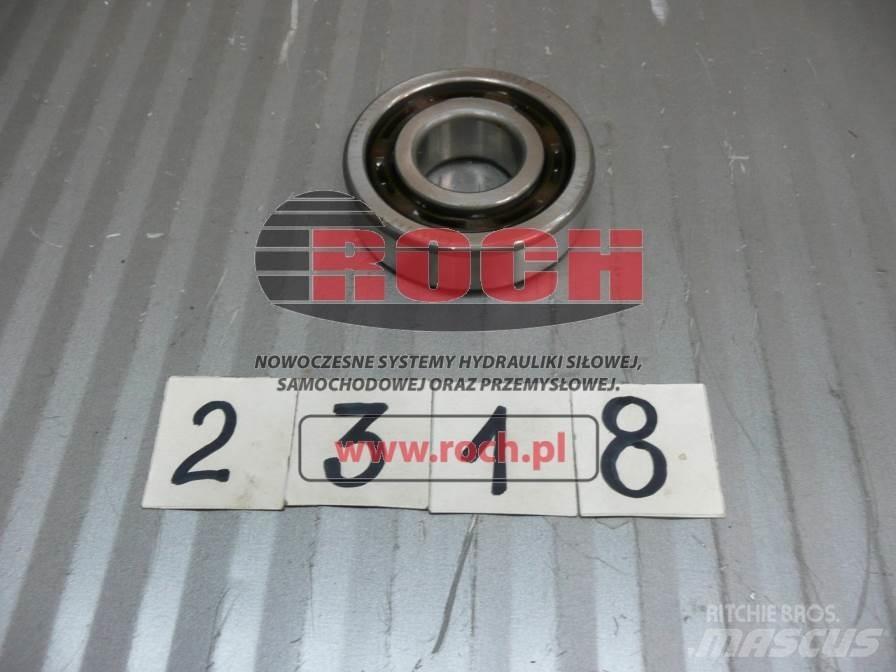 ROCH
NOWOCZESNE SYSTEMY HYDRAULIKI SIŁOWEJ,
SAMOCHODOWEJ ORAZ PRZEMYSŁOWEJ.
www.roch.pl
2 3 1 8
RITCHIE BROS.
MASCUS